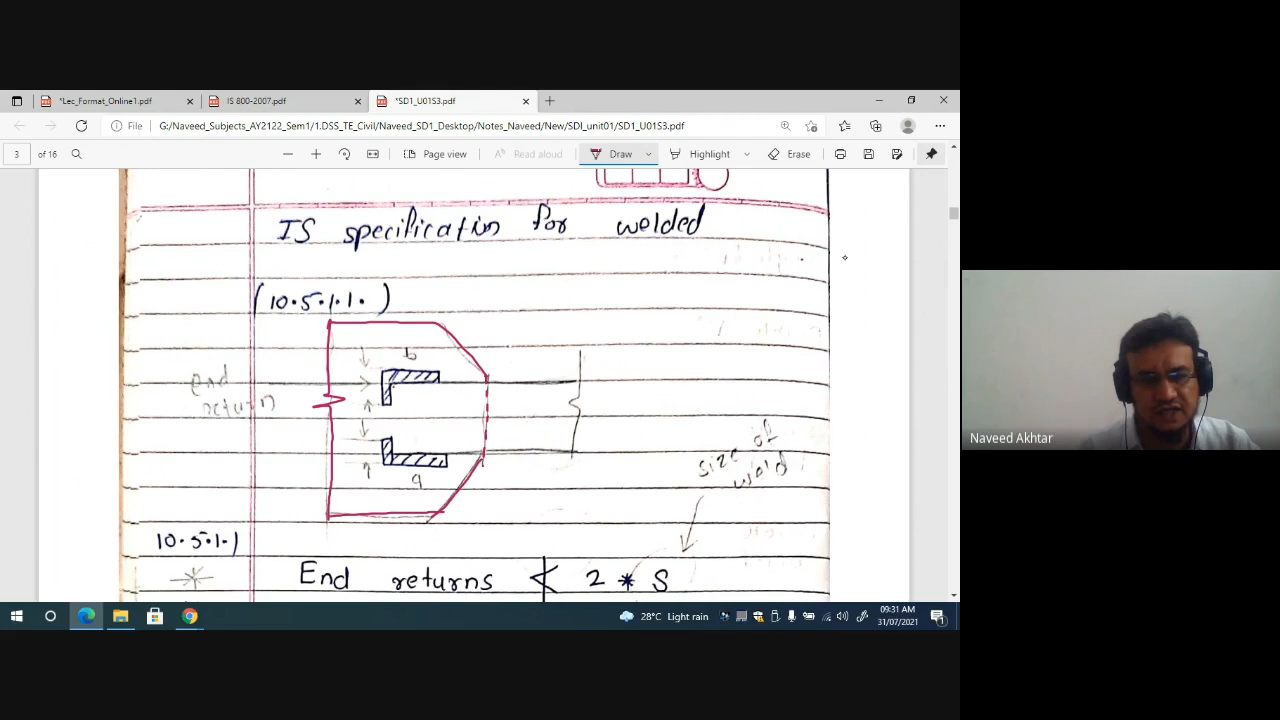 *Lec_Format_Online1.pdf
IS 800-2007.pdf
*SD1_U01S3.pdf
File
G:/Naveed_Subjects_AY2122_Sem1/1.DSS_TE_Civil/Naveed_SD1_Desktop/Notes_Naveed/New/SDI_unit01/SD1_U01S3.pdf
3 of 16
Page view
Read aloud
Draw
Highlight
Erase
IS specification for welded
(10.5.1.1.)
b
end
return
a
size of
weld
Naveed Akhtar
10.5.1.1
End returns ≮ 2 * S
28°C Light rain
09:31 AM
31/07/2021
1